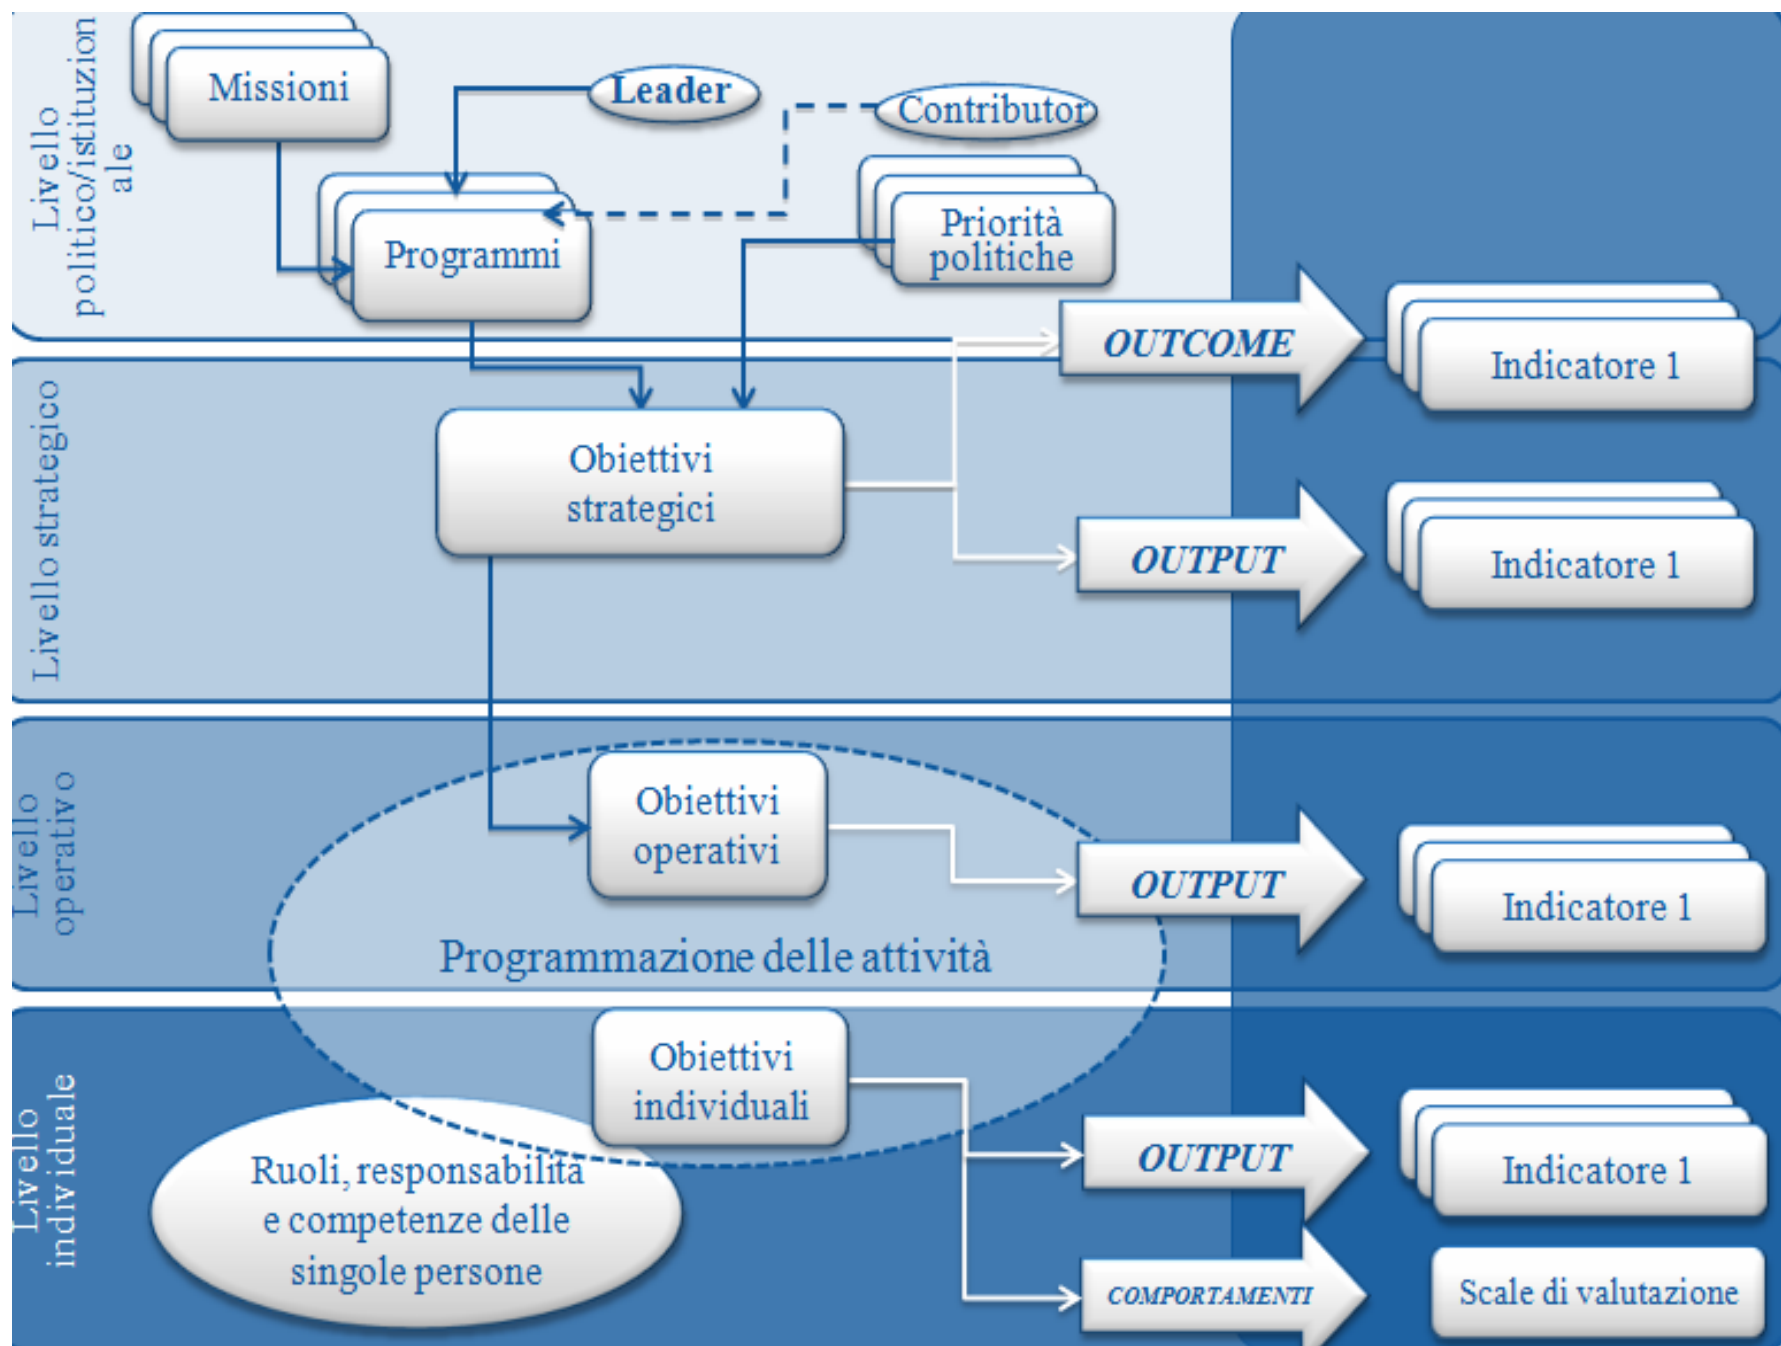 Livello
politico/istituzion
ale
Missioni
Leader
Contributor
Programmi
Priorità
politiche
OUTCOME
Indicatore 1
Livello strategico
Obiettivi
strategici
OUTPUT
Indicatore 1
Livello
operativo
Obiettivi
operativi
OUTPUT
Indicatore 1
Programmazione delle attività
Livello
individuale
Obiettivi
individuali
Ruoli, responsabilità
e competenze delle
singole persone
OUTPUT
Indicatore 1
COMPORTAMENTI
Scale di valutazione